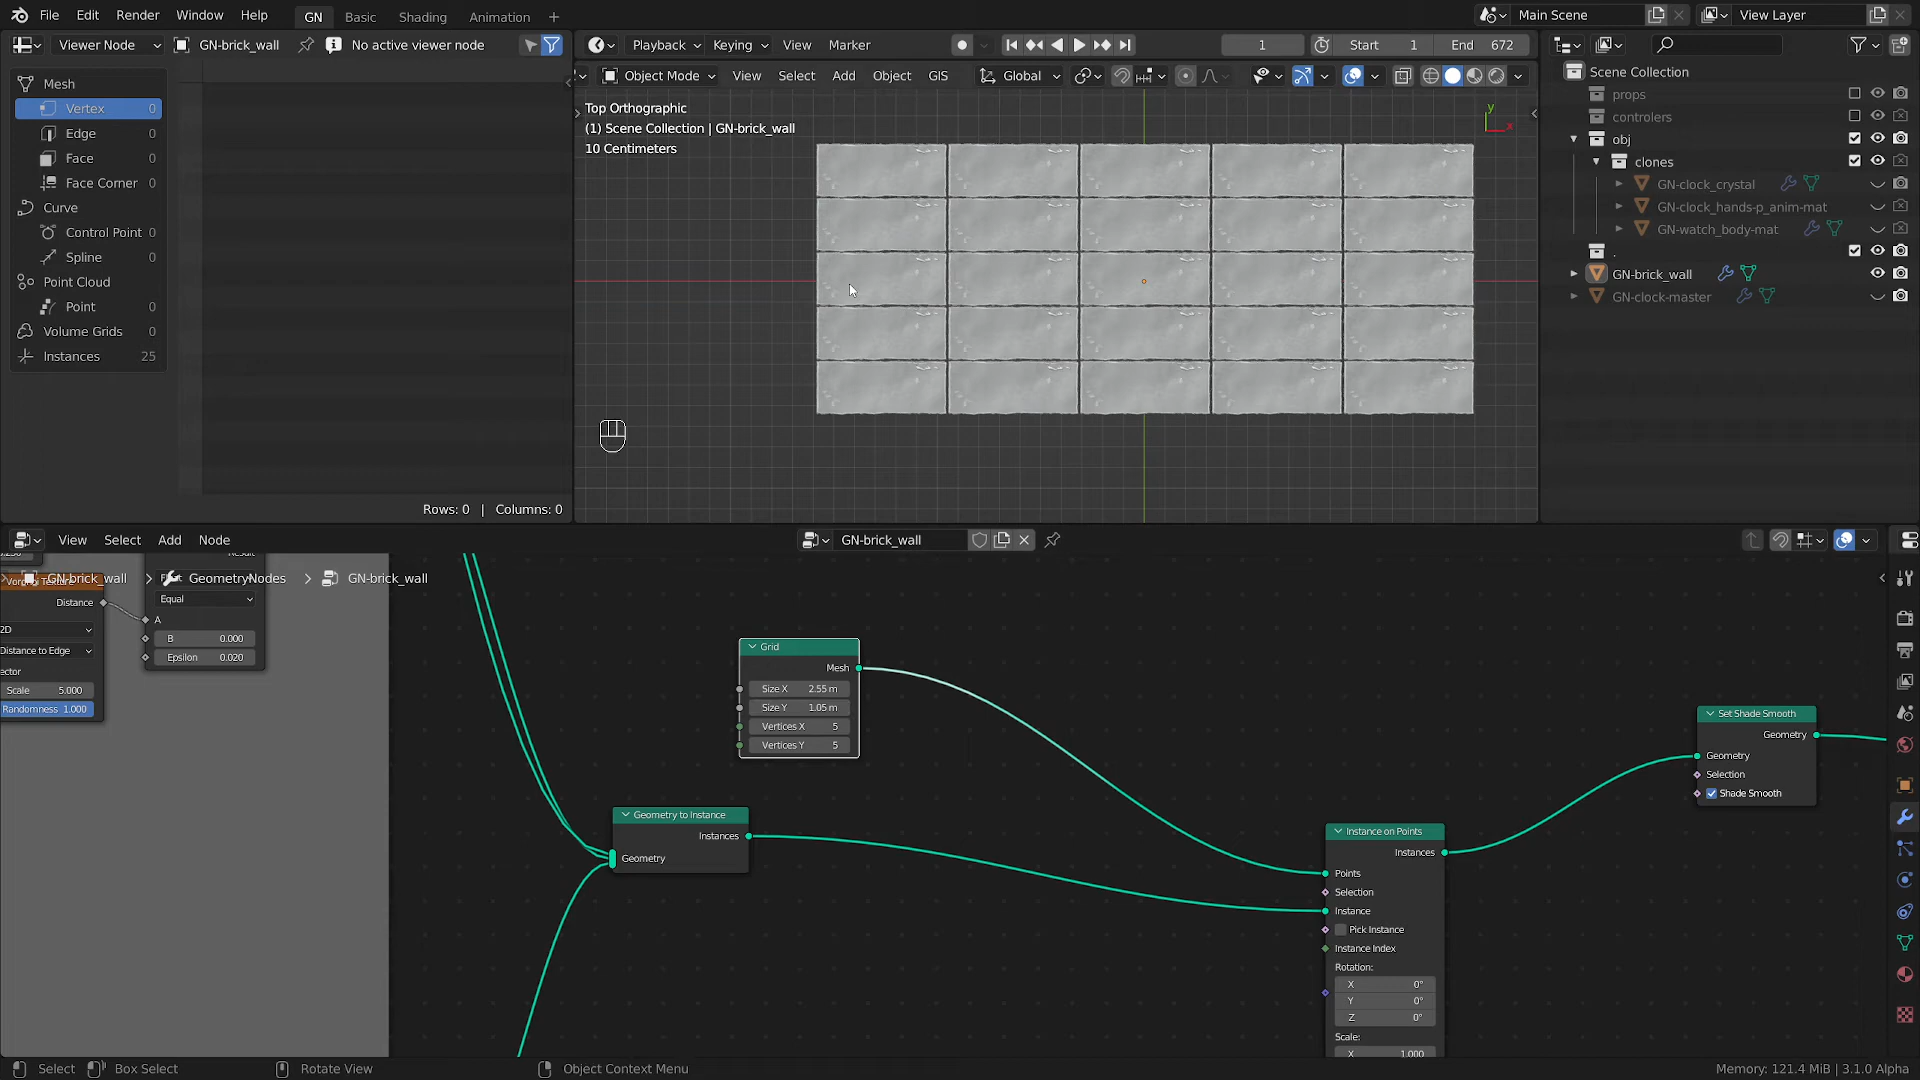 File Edit Render Window Help GN Basic Shading Animation + Main Scene View Layer
Viewer Node GN-brick_wall No active viewer node
Playback Keying View Marker 1 Start 1 End 672
Mesh
Vertex 0
Edge 0
Face 0
Face Corner 0
Curve
Control Point 0
Spline 0
Point Cloud
Point 0
Volume Grids 0
Instances 25
Rows: 0 | Columns: 0
Object Mode View Select Add Object GIS Global
Top Orthographic
(1) Scene Collection | GN-brick_wall
10 Centimeters
y
x
Scene Collection
props
controlers
obj
clones
GN-clock_crystal
GN-clock_hands-p_anim-mat
GN-watch_body-mat
.
GN-brick_wall
GN-clock-master
View Select Add Node GN-brick_wall
GN-brick_wall > GeometryNodes > GN-brick_wall
Distance
2D
Distance to Edge
Scale 5.000
Randomness 1.000
Result
Equal
A
B 0.000
Epsilon 0.020
Grid
Mesh
Size X 2.55 m
Size Y 1.05 m
Vertices X 5
Vertices Y 5
Geometry to Instance
Instances
Geometry
Instance on Points
Instances
Points
Selection
Instance
Pick Instance
Instance Index
Rotation:
X 0°
Y 0°
Z 0°
Scale:
X 1.000
Set Shade Smooth
Geometry
Geometry
Selection
Shade Smooth
Select Box Select Rotate View Object Context Menu Memory: 121.4 MiB | 3.1.0 Alpha